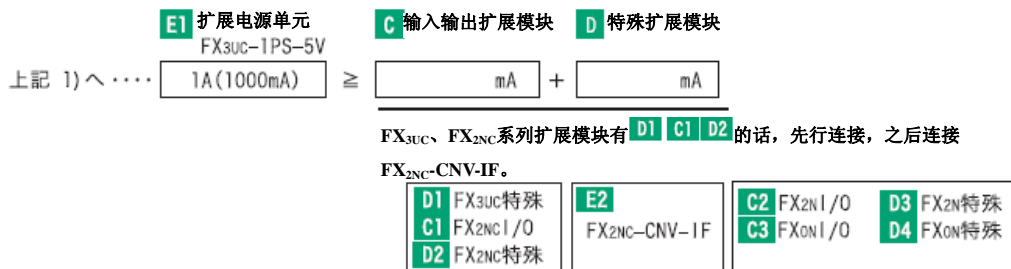 E1 扩展电源单元 C 输入输出扩展模块 D 特殊扩展模块
FX3UC-1PS-5V
上記 1)へ ‥‥ 1A(1000mA) ≧ mA + mA
FX3UC、FX2NC系列扩展模块有 D1 C1 D2 的话，先行连接，之后连接
FX2NC-CNV-IF。
D1 FX3UC特殊 E2 C2 FX2NI/O D3 FX2N特殊
C1 FX2NCI/O FX2NC-CNV-IF C3 FX0NI/O D4 FX0N特殊
D2 FX2NC特殊